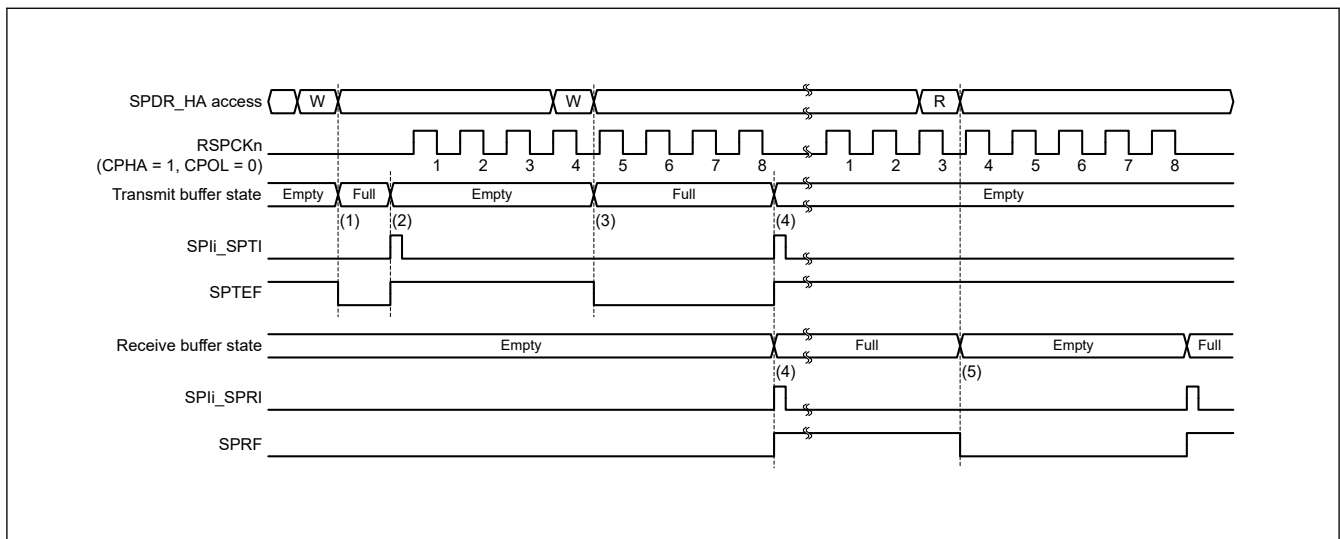 SPDR_HA access W W R
RSPCKn
(CPHA = 1, CPOL = 0)
1 2 3 4 5 6 7 8 1 2 3 4 5 6 7 8
Transmit buffer state Empty Full Empty Full Empty
(1) (2) (3) (4)
SPIi_SPTI
SPTEF
Receive buffer state Empty Full Empty Full
(4) (5)
SPIi_SPRI
SPRF